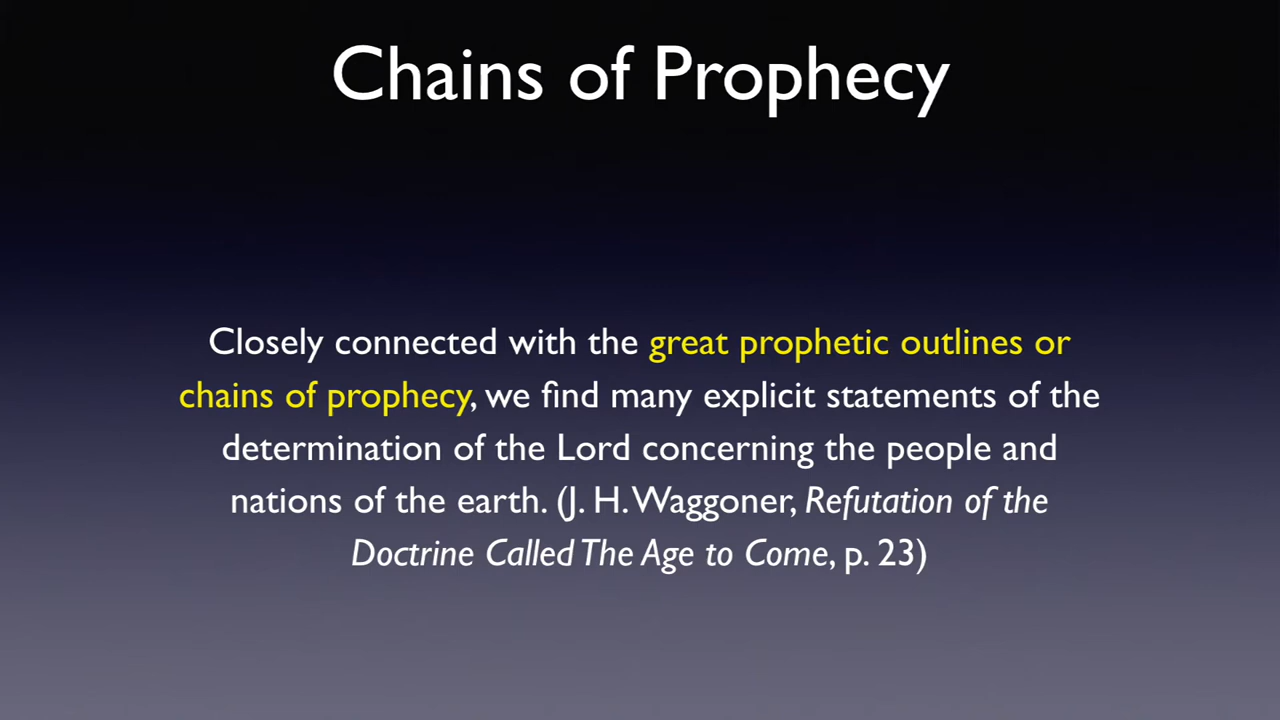 Chains of Prophecy
Closely connected with the great prophetic outlines or
chains of prophecy, we find many explicit statements of the
determination of the Lord concerning the people and
nations of the earth. (J. H. Waggoner, Refutation of the
Doctrine Called The Age to Come, p. 23)